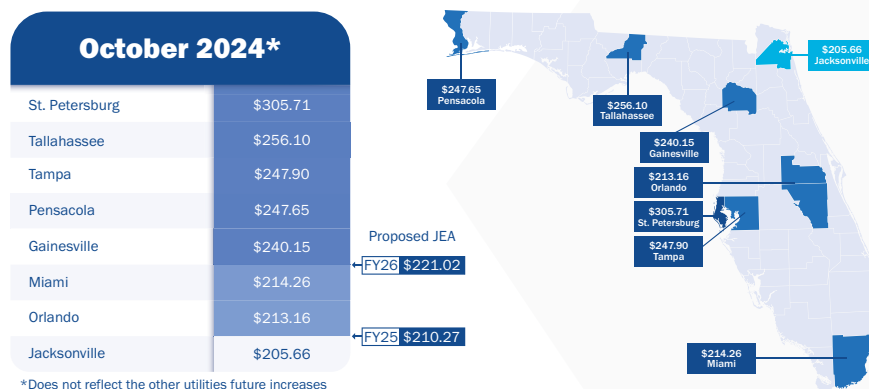 October 2024*
St. Petersburg $305.71
Tallahassee $256.10
Tampa $247.90
Pensacola $247.65
Gainesville $240.15
Miami $214.26
Orlando $213.16
Jacksonville $205.66
*Does not reflect the other utilities future increases
Proposed JEA
FY26 $221.02
FY25 $210.27
$247.65
Pensacola
$256.10
Tallahassee
$205.66
Jacksonville
$240.15
Gainesville
$213.16
Orlando
$305.71
St. Petersburg
$247.90
Tampa
$214.26
Miami